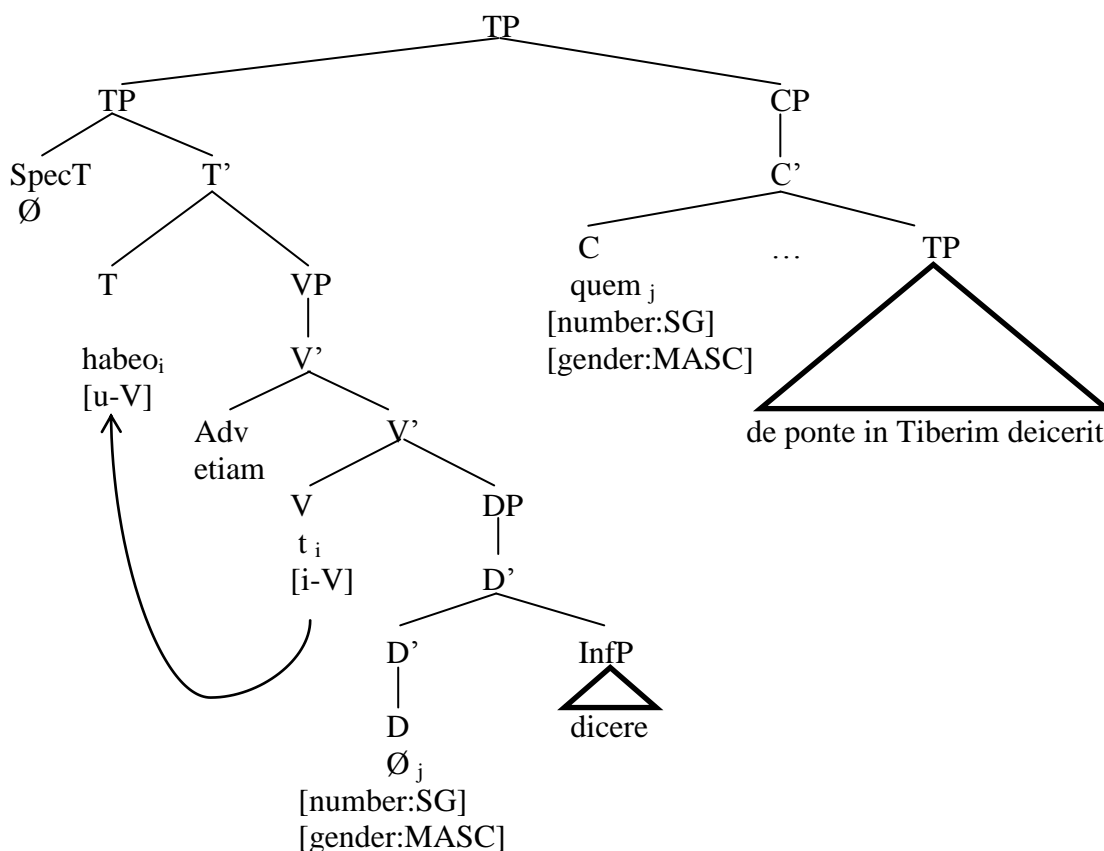 TP
TP CP
SpecT T’ C’
Ø
T VP C … TP
quem j
[number:SG]
habeoi V’ [gender:MASC]
[u-V]
Adv V’ de ponte in Tiberim deicerit
etiam
V DP
t i
[i-V] D’
D’ InfP
D dicere
Ø j
[number:SG]
[gender:MASC]